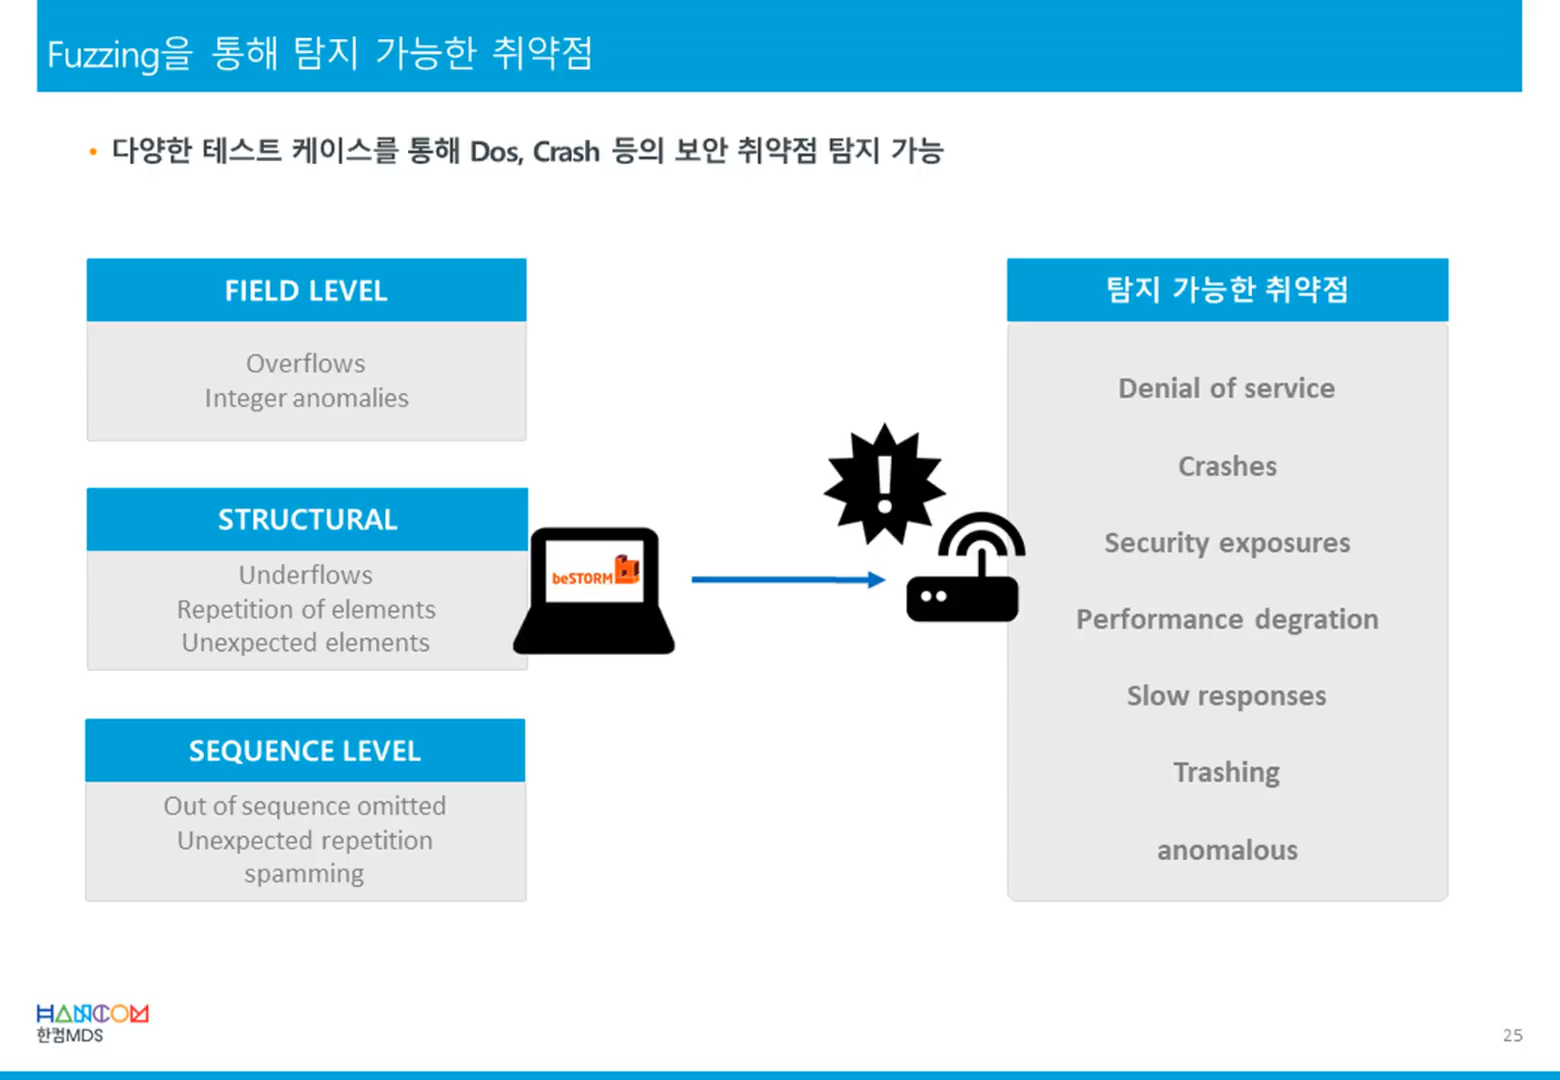 Fuzzing을 통해 탐지 가능한 취약점
• 다양한 테스트 케이스를 통해 Dos, Crash 등의 보안 취약점 탐지 가능
FIELD LEVEL
Overflows
Integer anomalies
STRUCTURAL
Underflows
Repetition of elements
Unexpected elements
SEQUENCE LEVEL
Out of sequence omitted
Unexpected repetition
spamming
beSTORM
탐지 가능한 취약점
Denial of service
Crashes
Security exposures
Performance degration
Slow responses
Trashing
anomalous
HANCOM
한컴MDS
25